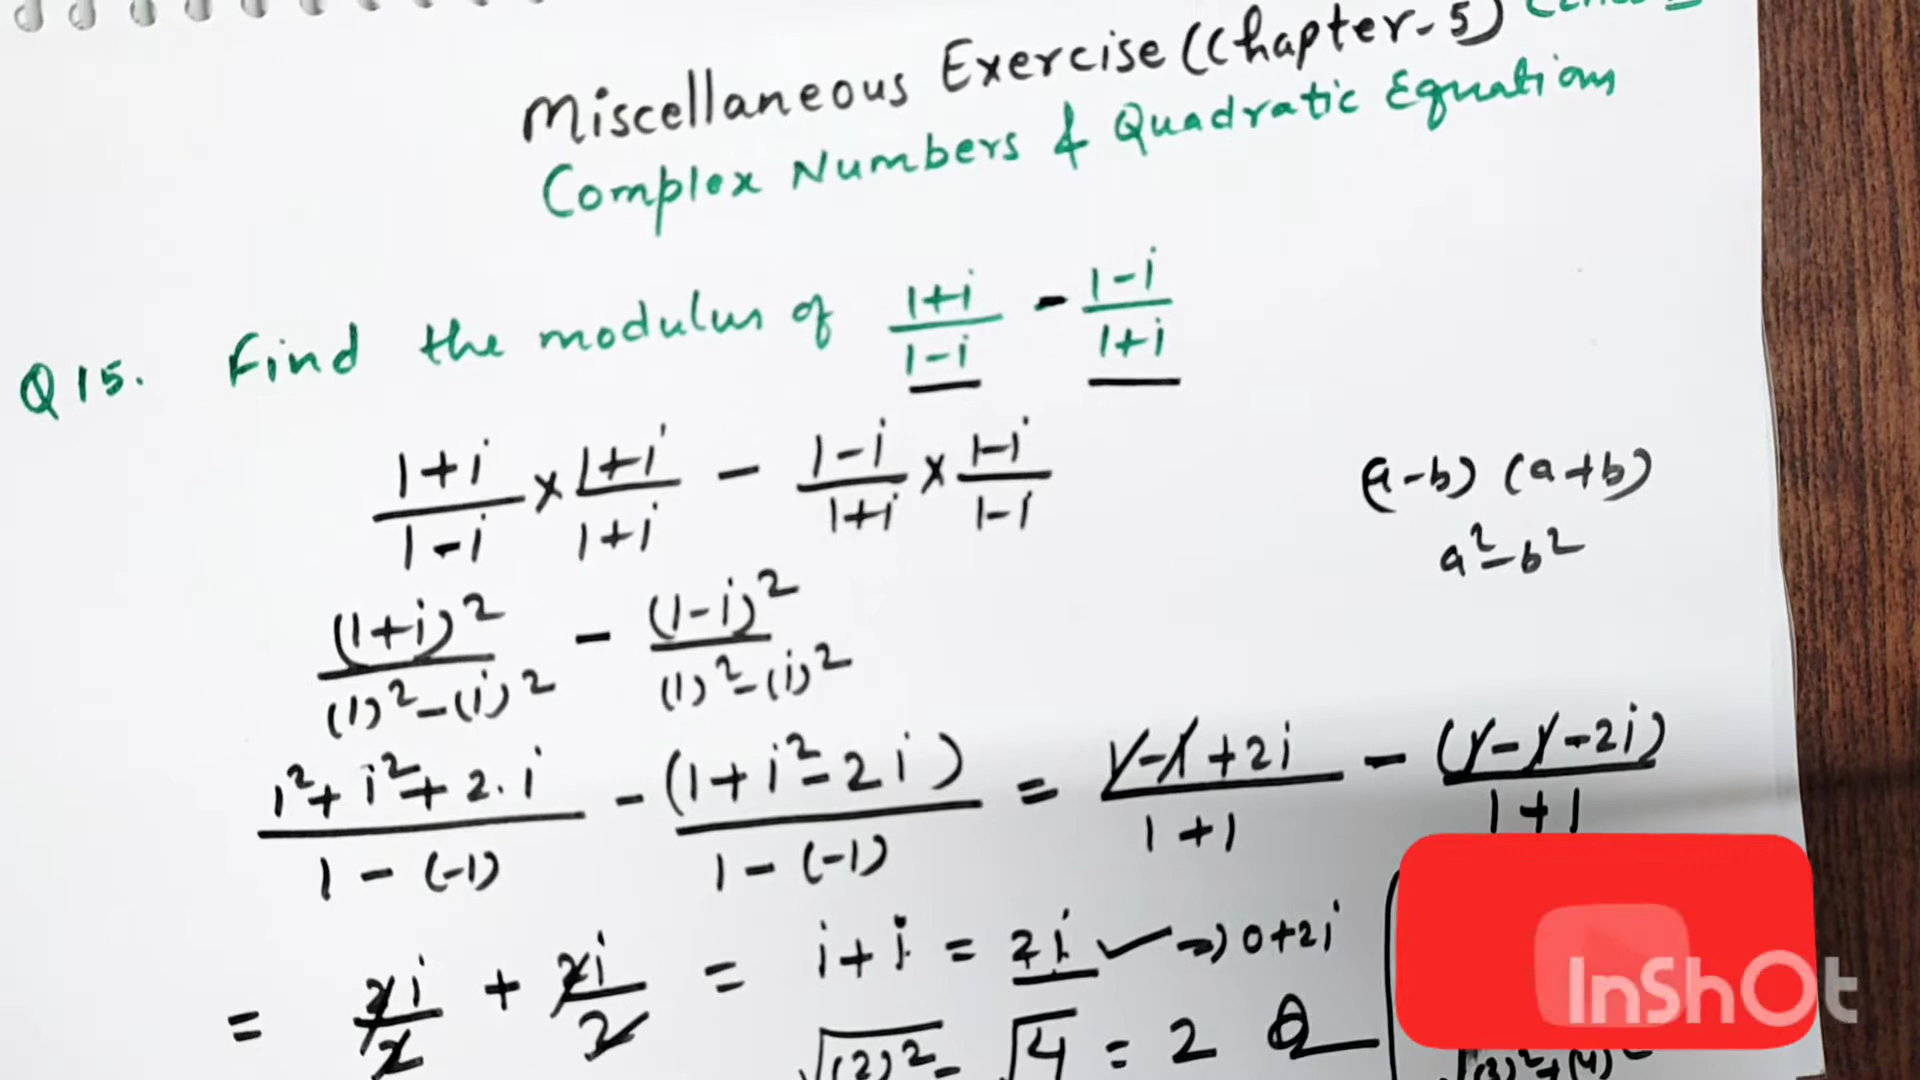 Miscellaneous Exercise (Chapter-5)
Complex Numbers & Quadratic Equations
Q15. Find the modulus of (1+i)/(1-i) - (1-i)/(1+i)
(1+i)/(1-i) × (1+i)/(1+i) - (1-i)/(1+i) × (1-i)/(1-i)
(a-b) (a+b)
a²-b²
(1+i)²/((1)²-(i)²) - (1-i)²/((1)²-(i)²)
(1²+i²+2.i)/(1-(-1)) - (1+i²-2i)/(1-(-1)) = (1-1+2i)/(1+1) - (1-1-2i)/(1+1)
= 2i/2 + 2i/2 = i+i = 2i ✓ ⇒ 0+2i
√(2)² = √4 = 2
InShOt